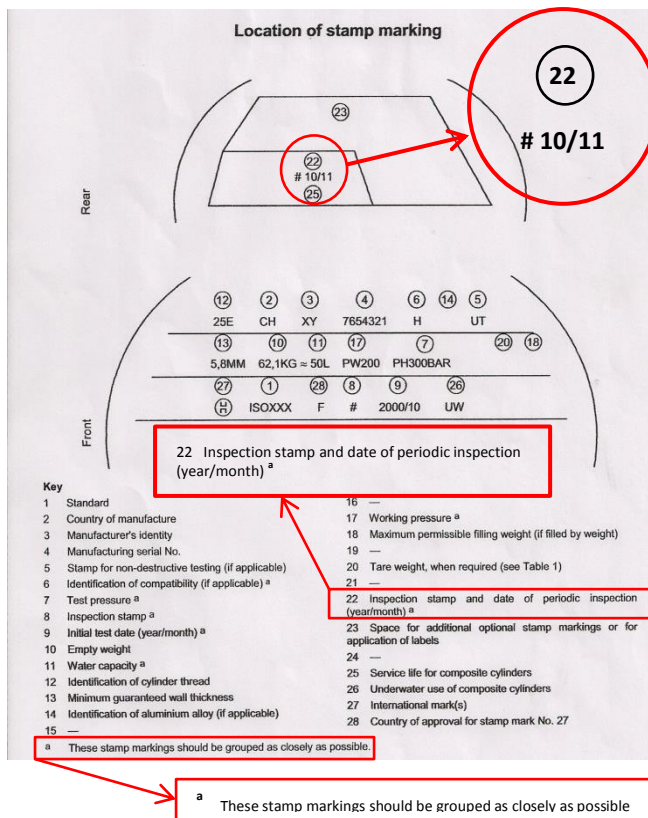 Location of stamp marking
22
# 10/11
23
22
# 10/11
25
Rear
12 2 3 4 6 14 5
25E CH XY 7654321 H UT
13 10 11 17 7 20 18
5,8MM 62,1KG ≈ 50L PW200 PH300BAR
27 1 28 8 9 26
UN ISOXXX F # 2000/10 UW
Front
22 Inspection stamp and date of periodic inspection
(year/month) a
Key
1 Standard
2 Country of manufacture
3 Manufacturer's identity
4 Manufacturing serial No.
5 Stamp for non-destructive testing (if applicable)
6 Identification of compatibility (if applicable) a
7 Test pressure a
8 Inspection stamp a
9 Initial test date (year/month) a
10 Empty weight
11 Water capacity a
12 Identification of cylinder thread
13 Minimum guaranteed wall thickness
14 Identification of aluminium alloy (if applicable)
15 —
16 —
17 Working pressure a
18 Maximum permissible filling weight (if filled by weight)
19 —
20 Tare weight, when required (see Table 1)
21 —
22 Inspection stamp and date of periodic inspection
(year/month) a
23 Space for additional optional stamp markings or for
application of labels
24 —
25 Service life for composite cylinders
26 Underwater use of composite cylinders
27 International mark(s)
28 Country of approval for stamp mark No. 27
a These stamp markings should be grouped as closely as possible.
a These stamp markings should be grouped as closely as possible